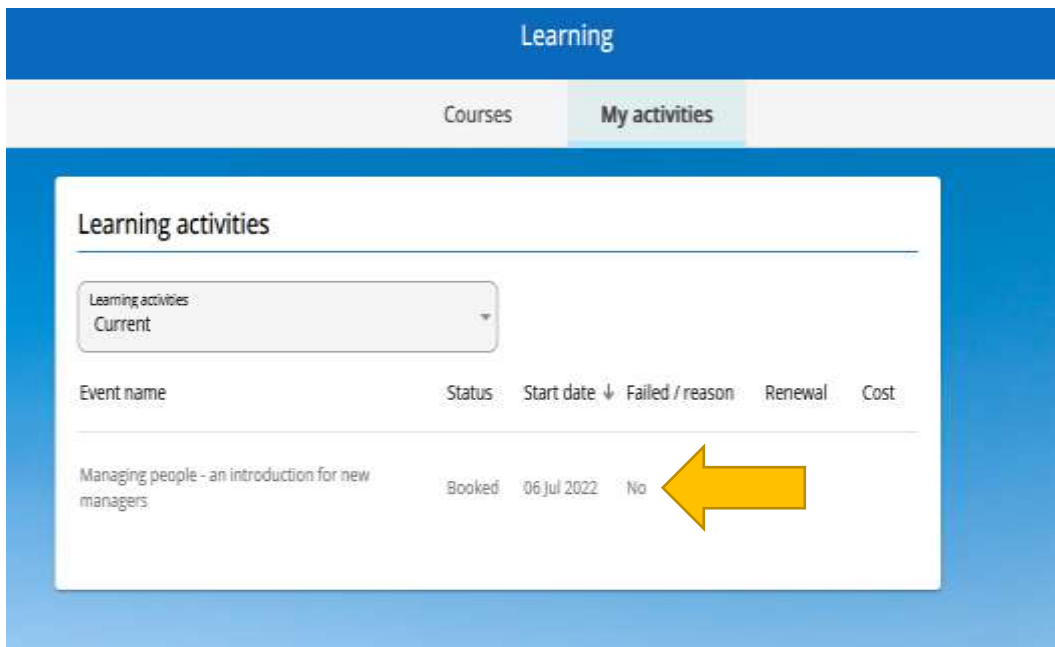 Learning
Courses My activities
Learning activities
Learning activities
Current
Event name Status Start date ↓ Failed / reason Renewal Cost
Managing people - an introduction for new
managers Booked 06 Jul 2022 No